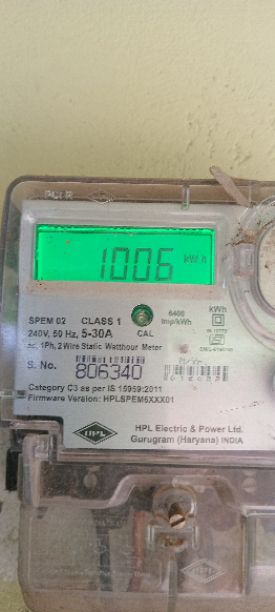 1006 kWh
SPEM 02 CLASS 1
240V, 50 Hz, 5-30A CAL
6400
imp/kWh
kWh
ac, 1Ph, 2 Wire Static Watthour Meter
S. No. 806340
Category C3 as per IS 15959:2011
Firmware Version: HPLSPEM6XXX01
HPL
HPL Electric & Power Ltd.
Gurugram (Haryana) INDIA
HPL